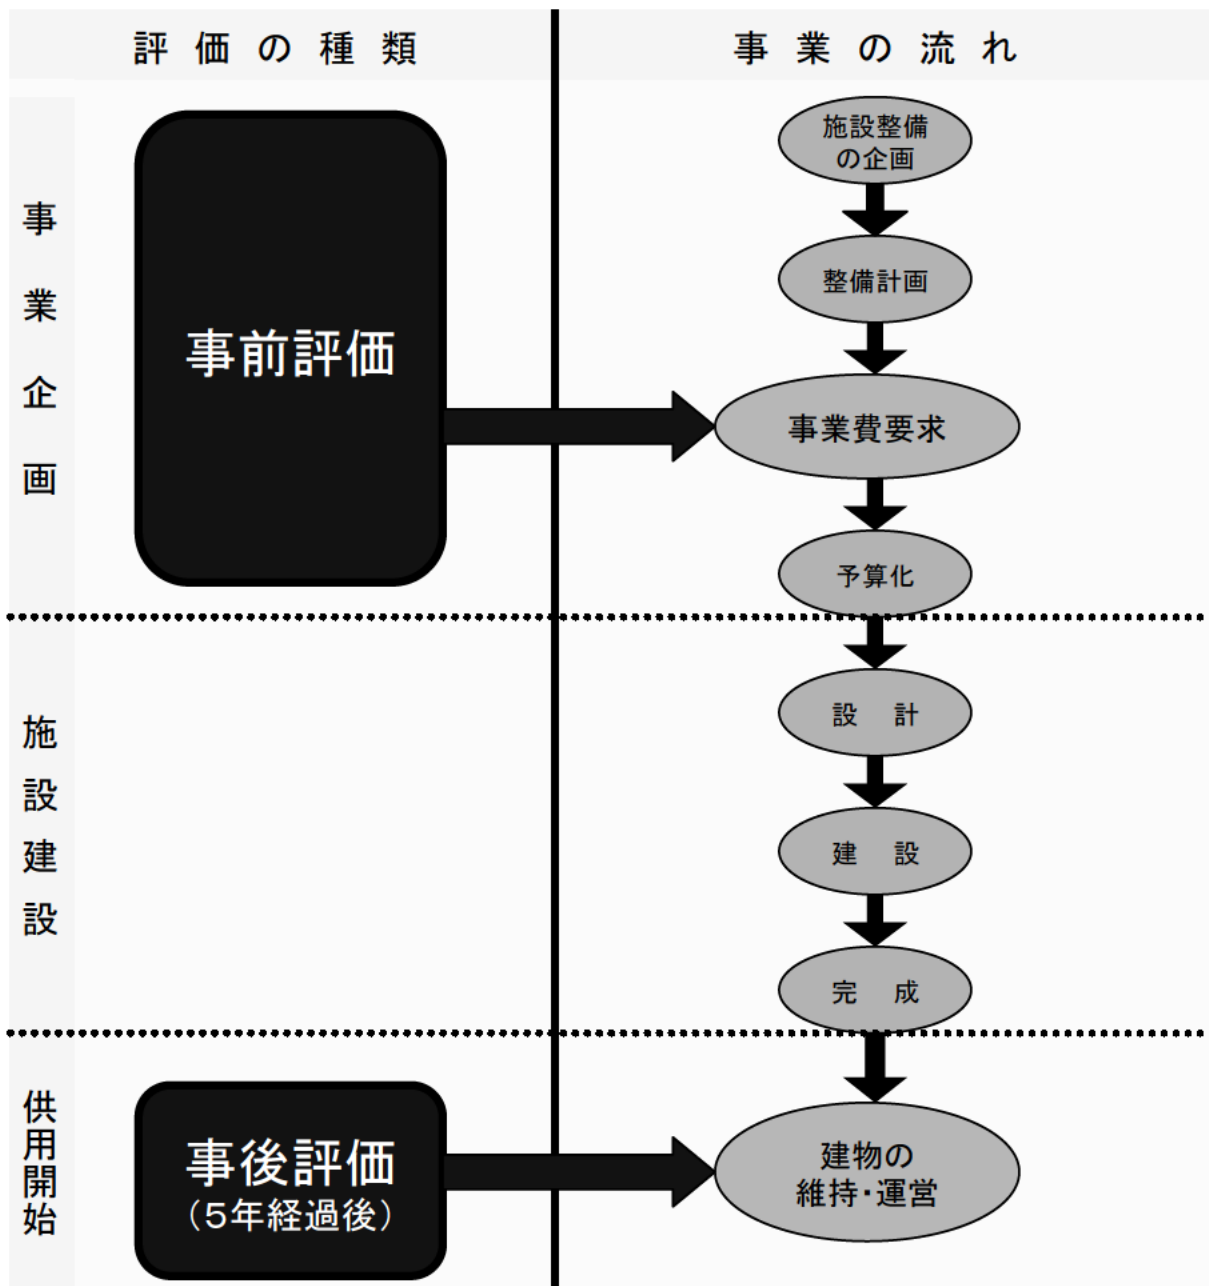 評価の種類
事業の流れ
事業企画
事前評価
施設整備
の企画
整備計画
事業費要求
予算化
施設建設
設 計
建 設
完 成
供用開始
事後評価
(5年経過後)
建物の
維持・運営